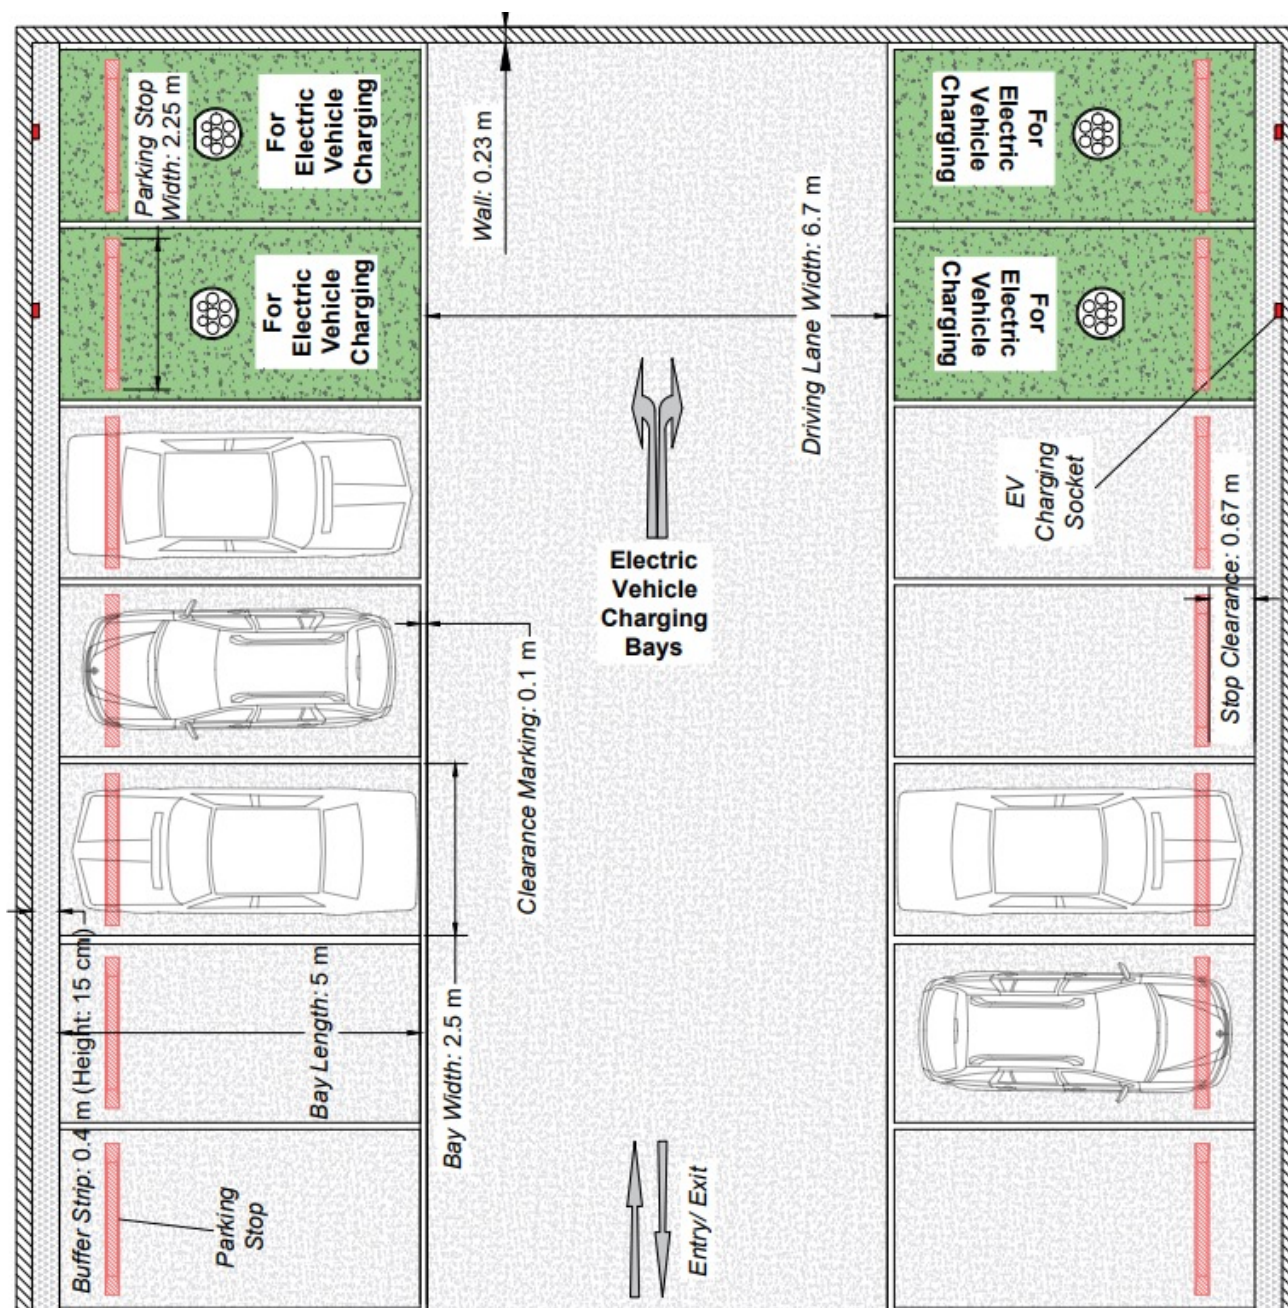 Parking Stop
Width: 2.25 m
For
Electric
Vehicle
Charging
Wall: 0.23 m
For
Electric
Vehicle
Charging
For
Electric
Vehicle
Charging
Driving Lane Width: 6.7 m
For
Electric
Vehicle
Charging
EV
Charging
Socket
Stop Clearance: 0.67 m
Electric
Vehicle
Charging
Bays
Clearance Marking: 0.1 m
Buffer Strip: 0.4 m (Height: 15 cm)
Bay Length: 5 m
Bay Width: 2.5 m
Parking
Stop
Entry/ Exit